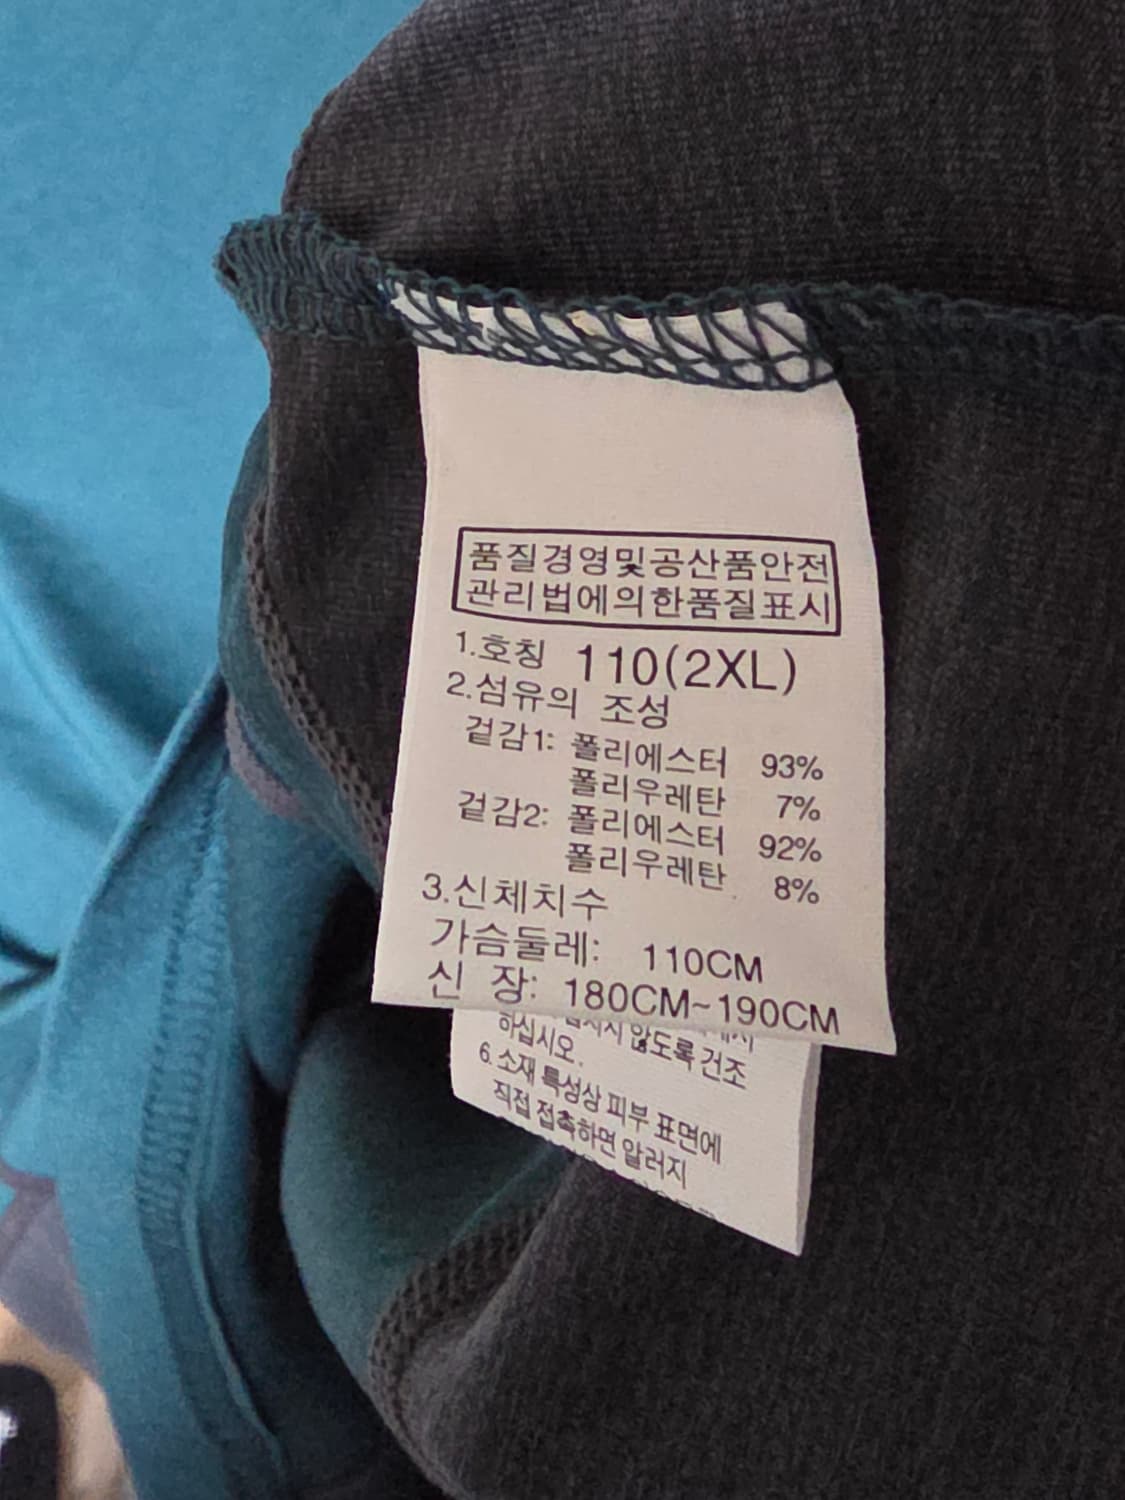 품질경영및공산품안전
관리법에의한품질표시
1.호칭 110(2XL)
2.섬유의 조성
겉감1: 폴리에스터 93%
폴리우레탄 7%
겉감2: 폴리에스터 92%
폴리우레탄 8%
3.신체치수
가슴둘레: 110CM
신 장: 180CM~190CM
않도록 건조
하십시오.
6. 소재 특성상 피부 표면에
직접 접촉하면 알러지